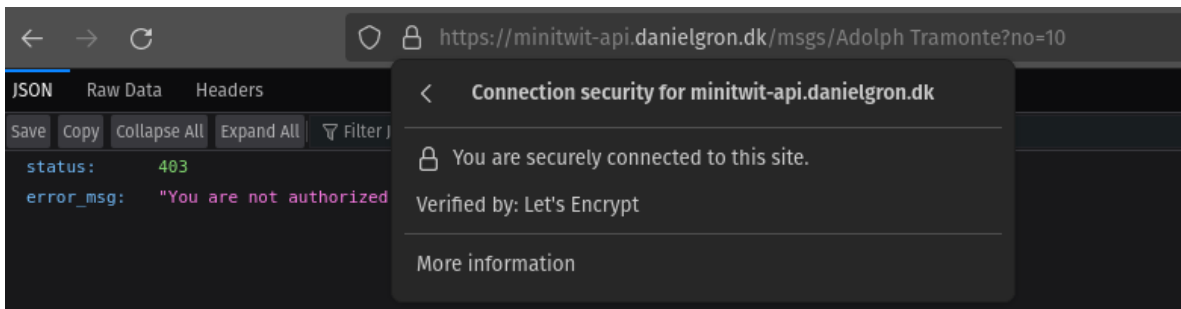 https://minitwit-api.danielgron.dk/msgs/Adolph Tramonte?no=10
JSON Raw Data Headers
Save Copy Collapse All Expand All Filter J
status: 403
error_msg: "You are not authorized
Connection security for minitwit-api.danielgron.dk
You are securely connected to this site.
Verified by: Let's Encrypt
More information